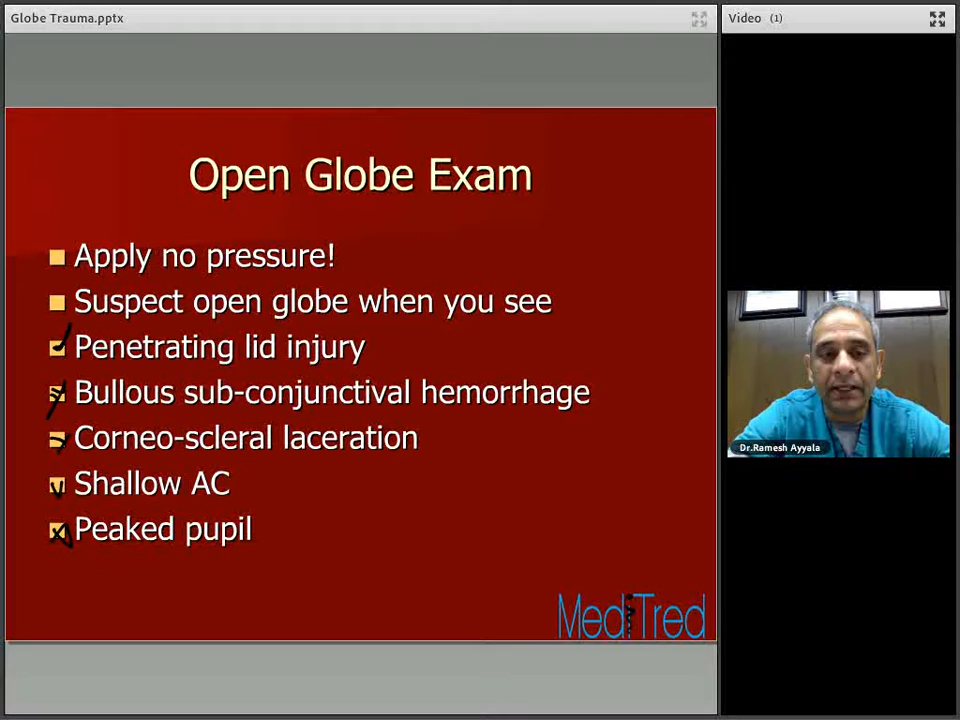 Globe Trauma.pptx
Video (1)
Open Globe Exam
Apply no pressure!
Suspect open globe when you see
Penetrating lid injury
Bullous sub-conjunctival hemorrhage
Corneo-scleral laceration
Shallow AC
Peaked pupil
MediTred
Dr.Ramesh Ayyala